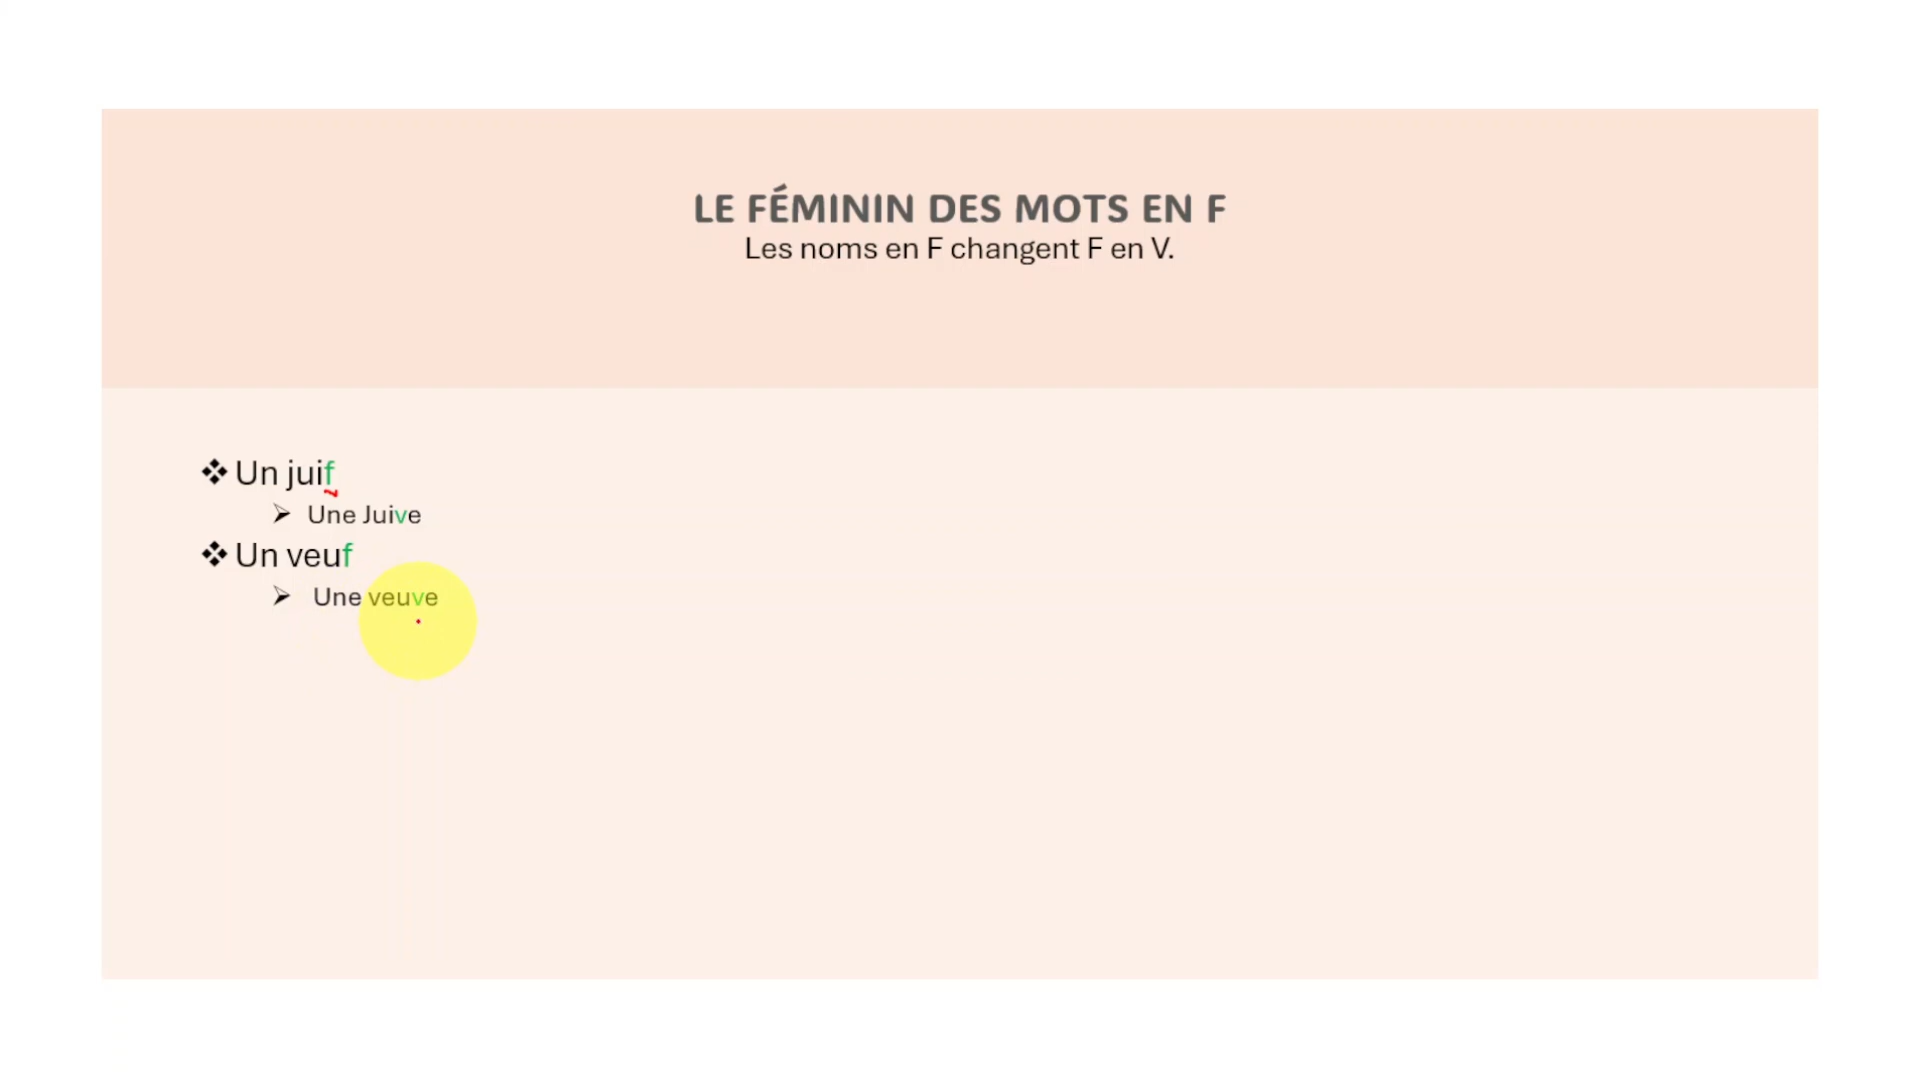 LE FÉMININ DES MOTS EN F
Les noms en F changent F en V.
Un juif
Une Juive
Un veuf
Une veuve